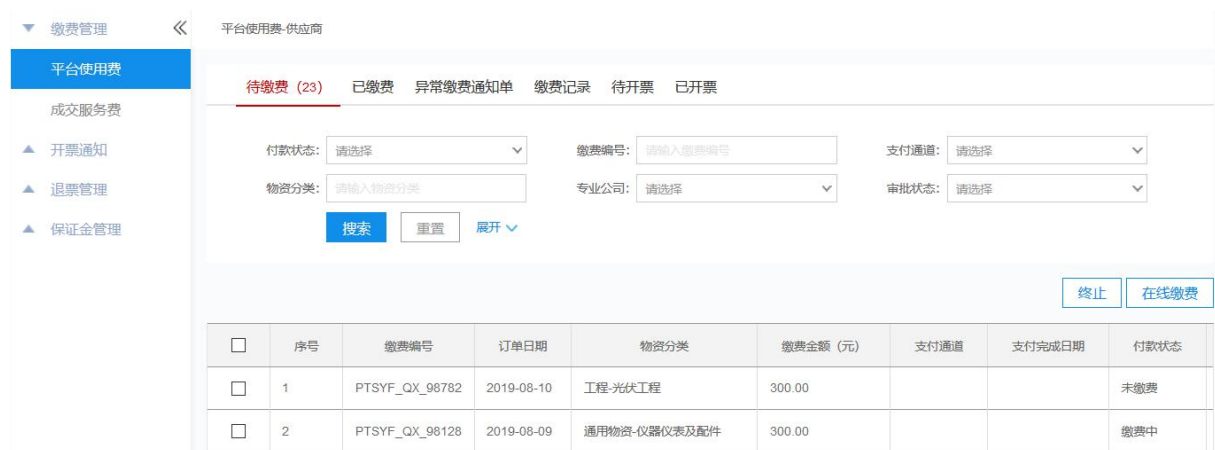 缴费管理
平台使用费
成交服务费
开票通知
退票管理
保证金管理
平台使用费-供应商
待缴费（23） 已缴费 异常缴费通知单 缴费记录 待开票 已开票
付款状态： 请选择 缴费编号： 请输入缴费编号 支付通道： 请选择
物资分类： 请输入物资分类 专业公司： 请选择 审批状态： 请选择
搜索 重置 展开
终止 在线缴费
序号 缴费编号 订单日期 物资分类 缴费金额（元） 支付通道 支付完成日期 付款状态
1 PTSYF_QX_98782 2019-08-10 工程-光伏工程 300.00 未缴费
2 PTSYF_QX_98128 2019-08-09 通用物资-仪器仪表及配件 300.00 缴费中